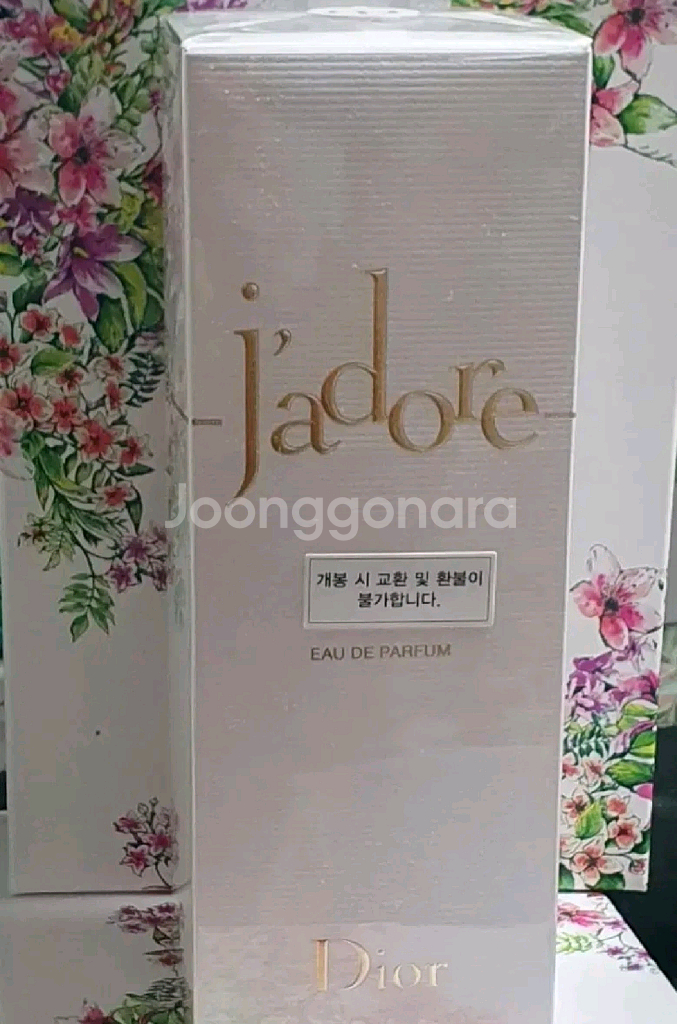 j'adore
Joonggonara
개봉 시 교환 및 환불이
불가합니다.
EAU DE PARFUM
Dior